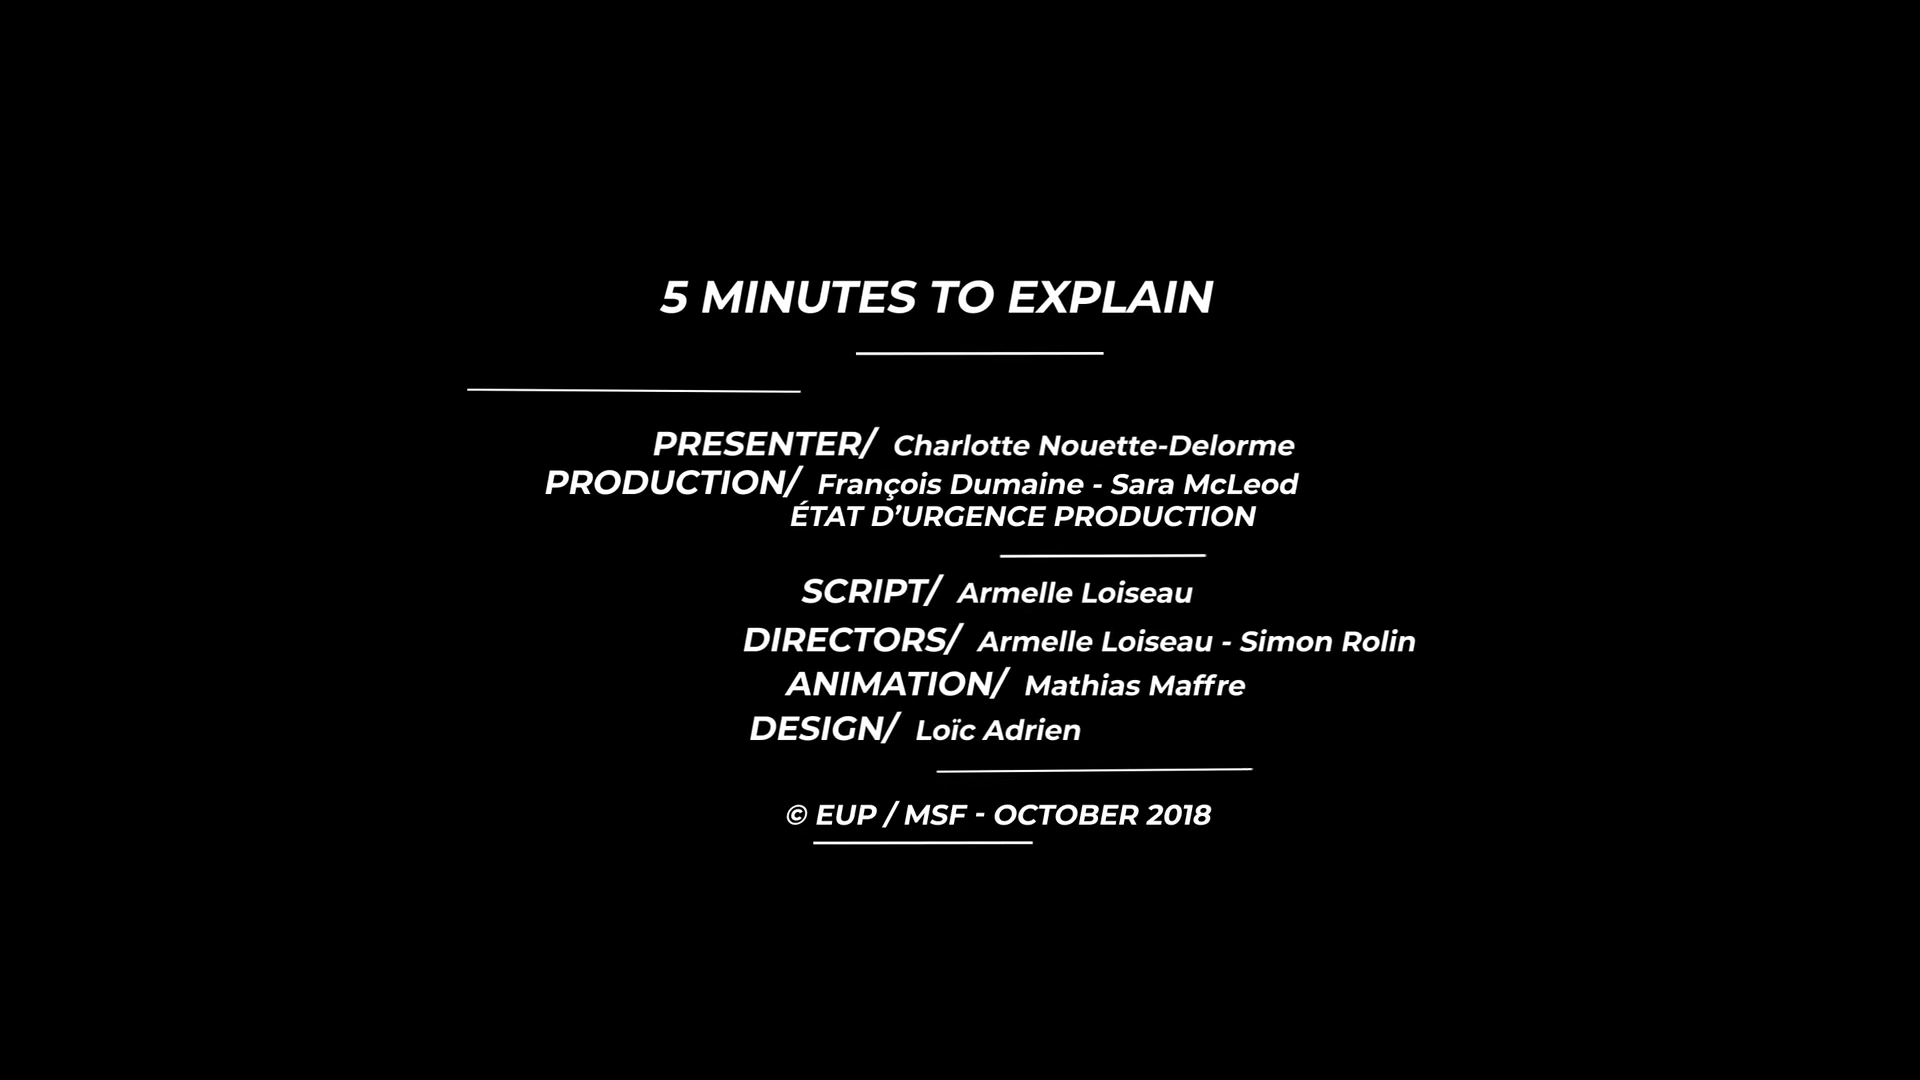 5 MINUTES TO EXPLAIN
PRESENTER/ Charlotte Nouette-Delorme
PRODUCTION/ François Dumaine - Sara McLeod
ÉTAT D’URGENCE PRODUCTION
SCRIPT/ Armelle Loiseau
DIRECTORS/ Armelle Loiseau - Simon Rolin
ANIMATION/ Mathias Maffre
DESIGN/ Loïc Adrien
© EUP / MSF - OCTOBER 2018